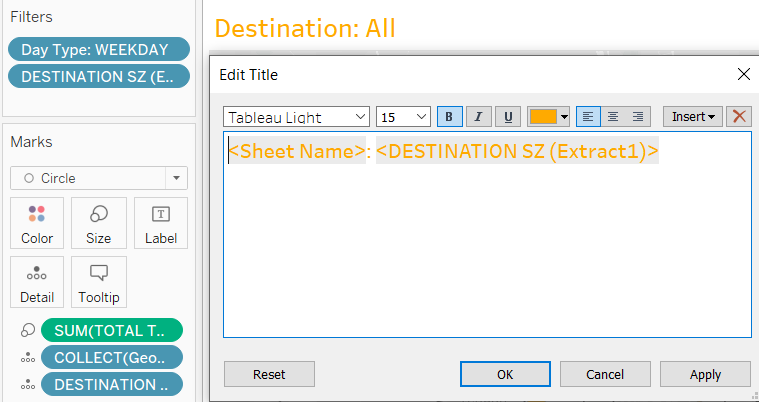 Filters
Day Type: WEEKDAY
DESTINATION SZ (E..
Marks
Circle
Color
Size
Label
Detail
Tooltip
SUM(TOTAL T..
COLLECT(Geo..
DESTINATION ..
Destination: All
Edit Title
Tableau Light
15
B
I
U
Insert
<Sheet Name>: <DESTINATION SZ (Extract1)>
Reset
OK
Cancel
Apply